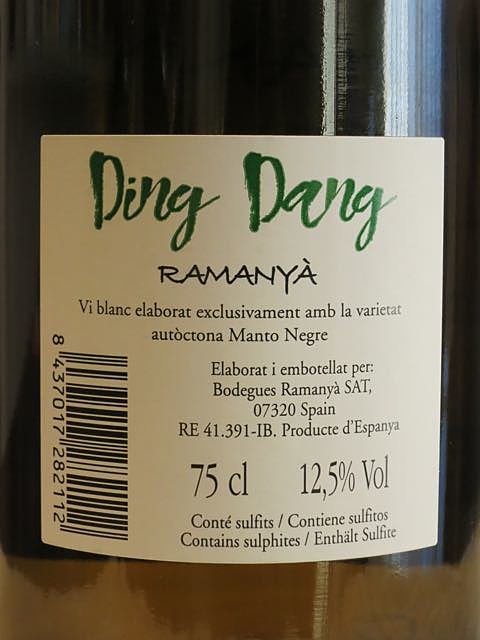 Ding Dang
RAMANYÀ
Vi blanc elaborat exclusivament amb la varietat
autòctona Manto Negre
Elaborat i embotellat per:
Bodegues Ramanyà SAT,
07320 Spain
RE 41.391-IB. Producte d'Espanya
75 cl 12,5% Vol
Conté sulfits / Contiene sulfitos
Contains sulphites / Enthält Sulfite
8 437017 282112